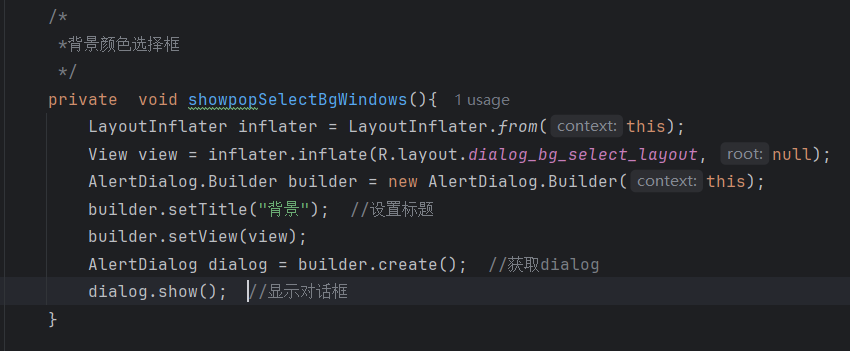 /*
*背景颜色选择框
*/
private  void showpopSelectBgWindows(){  1 usage
LayoutInflater inflater = LayoutInflater.from( context: this);
View view = inflater.inflate(R.layout.dialog_bg_select_layout,  root: null);
AlertDialog.Builder builder = new AlertDialog.Builder( context: this);
builder.setTitle("背景");  //设置标题
builder.setView(view);
AlertDialog dialog = builder.create();  //获取dialog
dialog.show();  //显示对话框
}